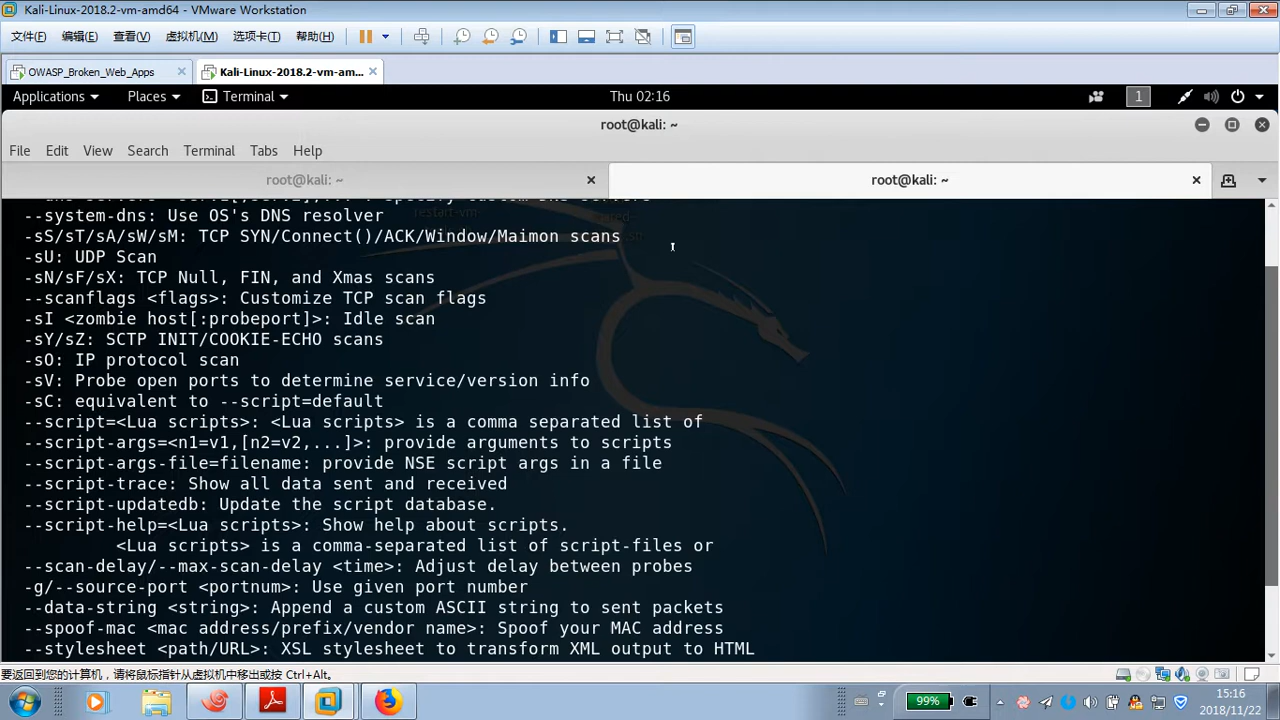 Kali-Linux-2018.2-vm-amd64 - VMware Workstation
文件(F) 编辑(E) 查看(V) 虚拟机(M) 选项卡(T) 帮助(H)
OWASP_Broken_Web_Apps Kali-Linux-2018.2-vm-am...
Applications Places Terminal Thu 02:16 1
root@kali: ~
File Edit View Search Terminal Tabs Help
root@kali: ~ root@kali: ~
restart-vm
--system-dns: Use OS's DNS resolver
-sS/sT/sA/sW/sM: TCP SYN/Connect()/ACK/Window/Maimon scans
-sU: UDP Scan
-sN/sF/sX: TCP Null, FIN, and Xmas scans
--scanflags <flags>: Customize TCP scan flags
-sI <zombie host[:probeport]>: Idle scan
-sY/sZ: SCTP INIT/COOKIE-ECHO scans
-sO: IP protocol scan
-sV: Probe open ports to determine service/version info
-sC: equivalent to --script=default
--script=<Lua scripts>: <Lua scripts> is a comma separated list of
--script-args=<n1=v1,[n2=v2,...]>: provide arguments to scripts
--script-args-file=filename: provide NSE script args in a file
--script-trace: Show all data sent and received
--script-updatedb: Update the script database.
--script-help=<Lua scripts>: Show help about scripts.
<Lua scripts> is a comma-separated list of script-files or
--scan-delay/--max-scan-delay <time>: Adjust delay between probes
-g/--source-port <portnum>: Use given port number
--data-string <string>: Append a custom ASCII string to sent packets
--spoof-mac <mac address/prefix/vendor name>: Spoof your MAC address
--stylesheet <path/URL>: XSL stylesheet to transform XML output to HTML
要返回到您的计算机，请将鼠标指针从虚拟机中移出或按 Ctrl+Alt。
99% 15:16
2018/11/22